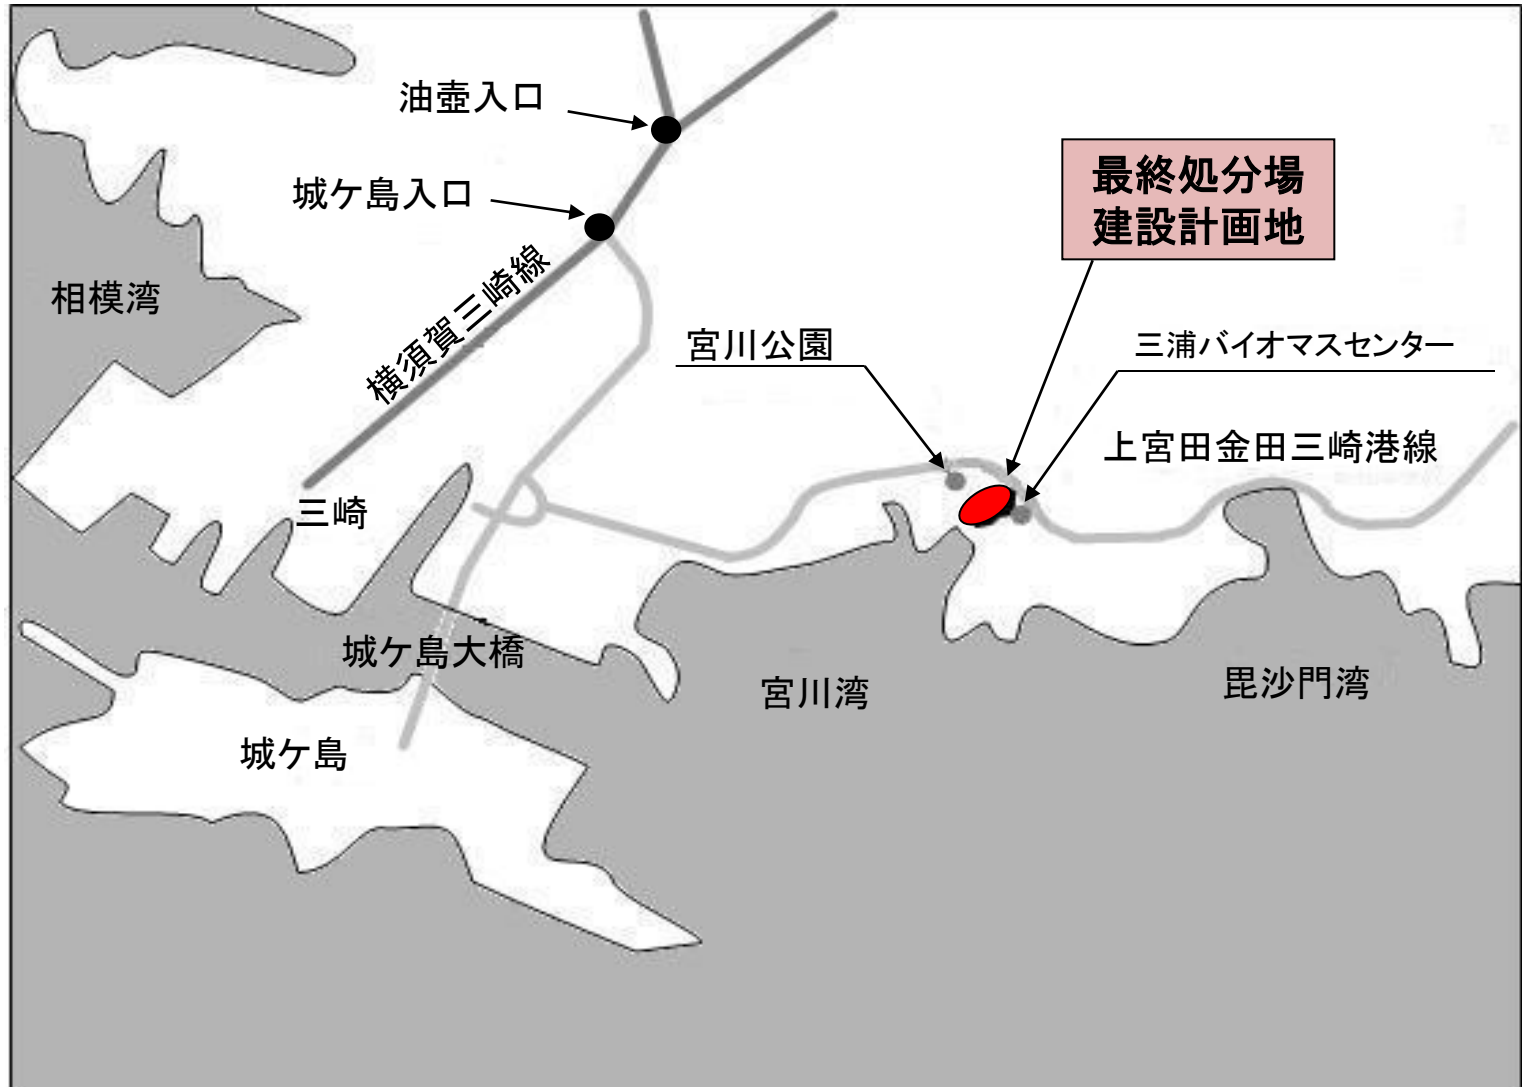 油壺入口
城ケ島入口
最終処分場
建設計画地
相模湾
横須賀三崎線
宮川公園
三浦バイオマスセンター
上宮田金田三崎港線
三崎
城ケ島大橋
宮川湾
毘沙門湾
城ケ島